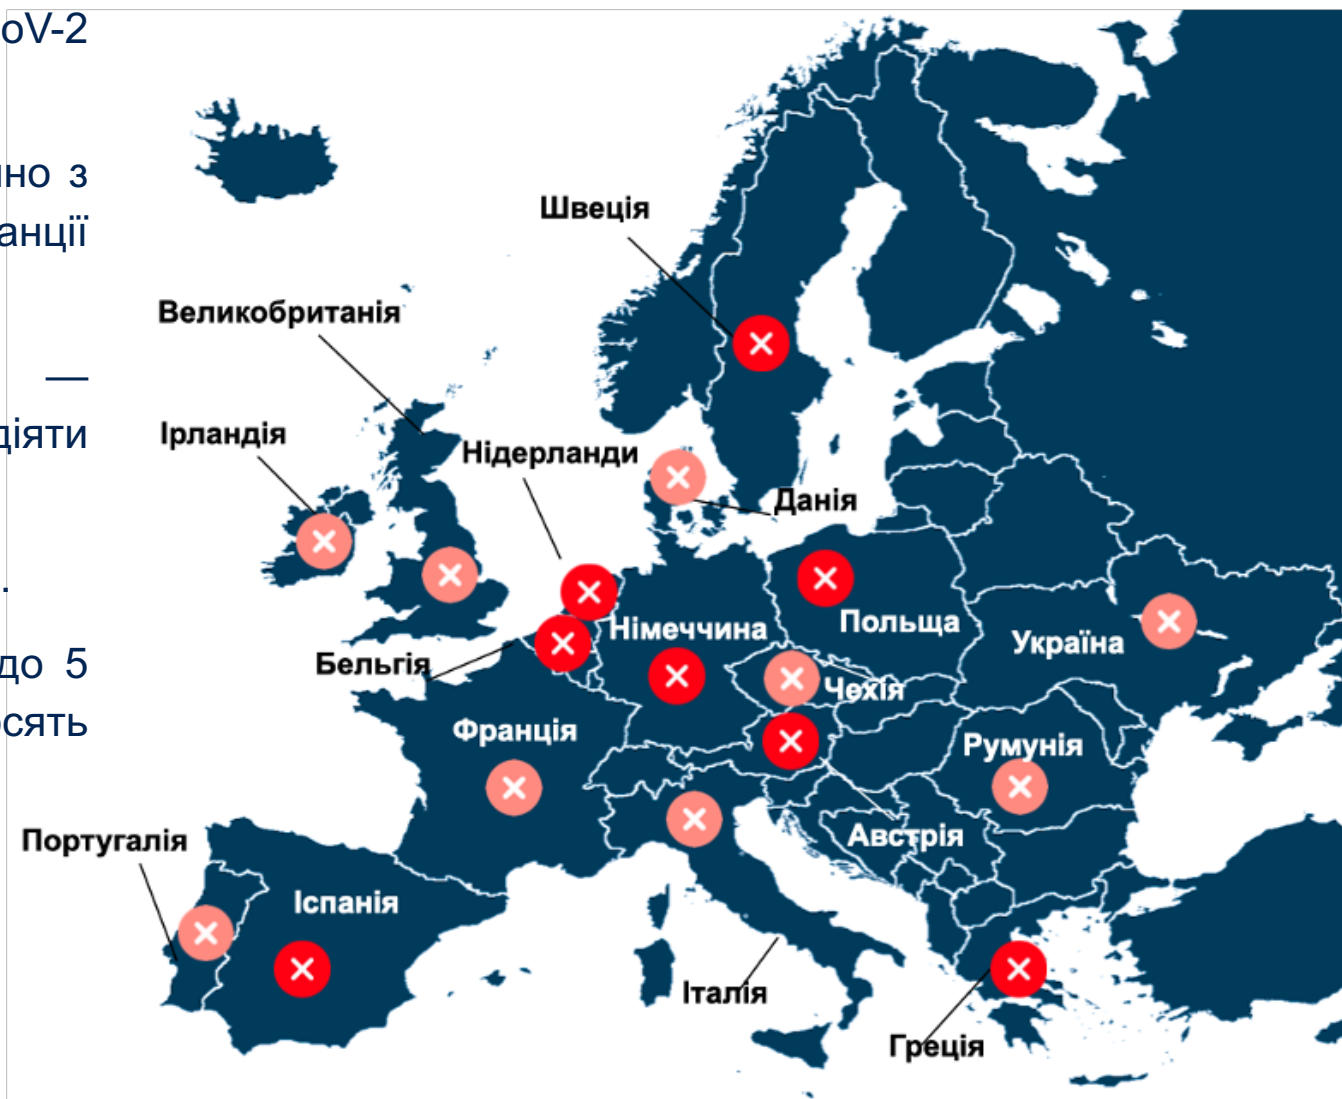 oV-2
но з
анції
—
діяти
.
до 5
осять
Швеція
Великобританія
Ірландія
Нідерланди
Данія
Німеччина
Польща
Україна
Бельгія
Чехія
Франція
Румунія
Португалія
Австрія
Іспанія
Італія
Греція